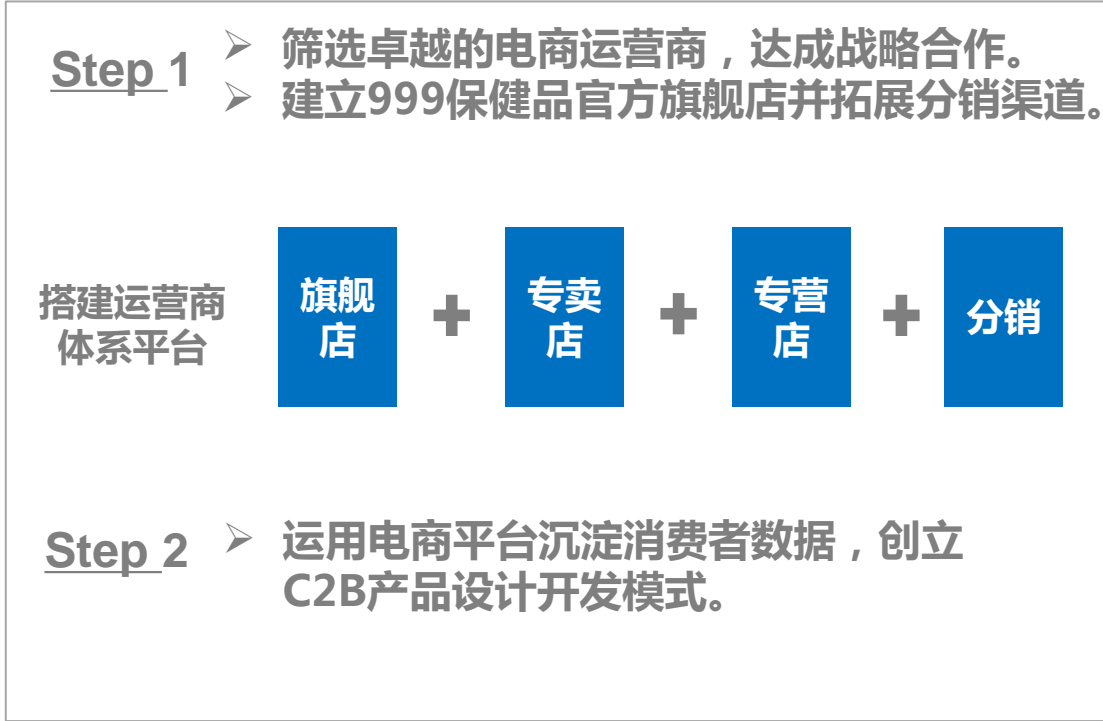 Step 1
➢ 筛选卓越的电商运营商，达成战略合作。
➢ 建立999保健品官方旗舰店并拓展分销渠道。
搭建运营商
体系平台
旗舰
店
+
专卖
店
+
专营
店
+
分销
Step 2
➢ 运用电商平台沉淀消费者数据，创立
C2B产品设计开发模式。